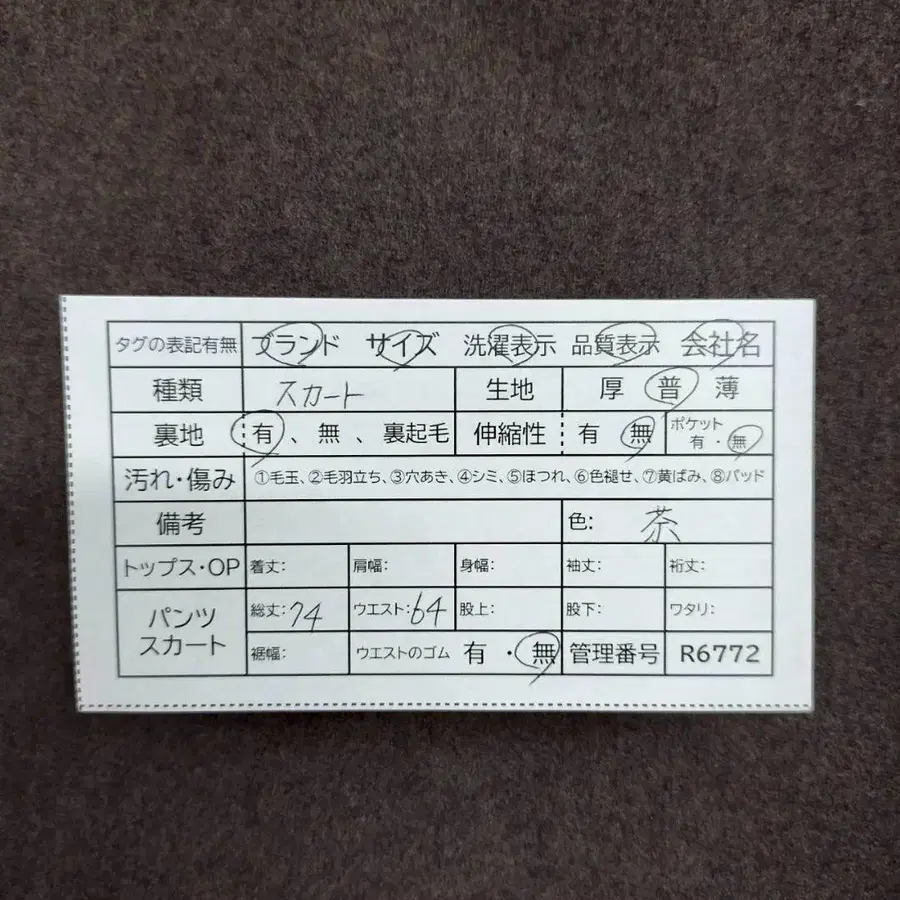 タグの表記有無 ブランド サイズ 洗濯表示 品質表示 会社名
種類 スカート 生地 厚 普 薄
裏地 有、無、裏起毛 伸縮性 有 無 ポケット 有・無
汚れ・傷み ①毛玉、②毛羽立ち、③穴あき、④シミ、⑤ほつれ、⑥色褪せ、⑦黄ばみ、⑧パッド
備考 色: 茶
トップス・OP 着丈: 肩幅: 身幅: 袖丈: 裄丈:
パンツ スカート 総丈:74 ウエスト:64 股上: 股下: ワタリ:
裾幅: ウエストのゴム 有・無 管理番号 R6772